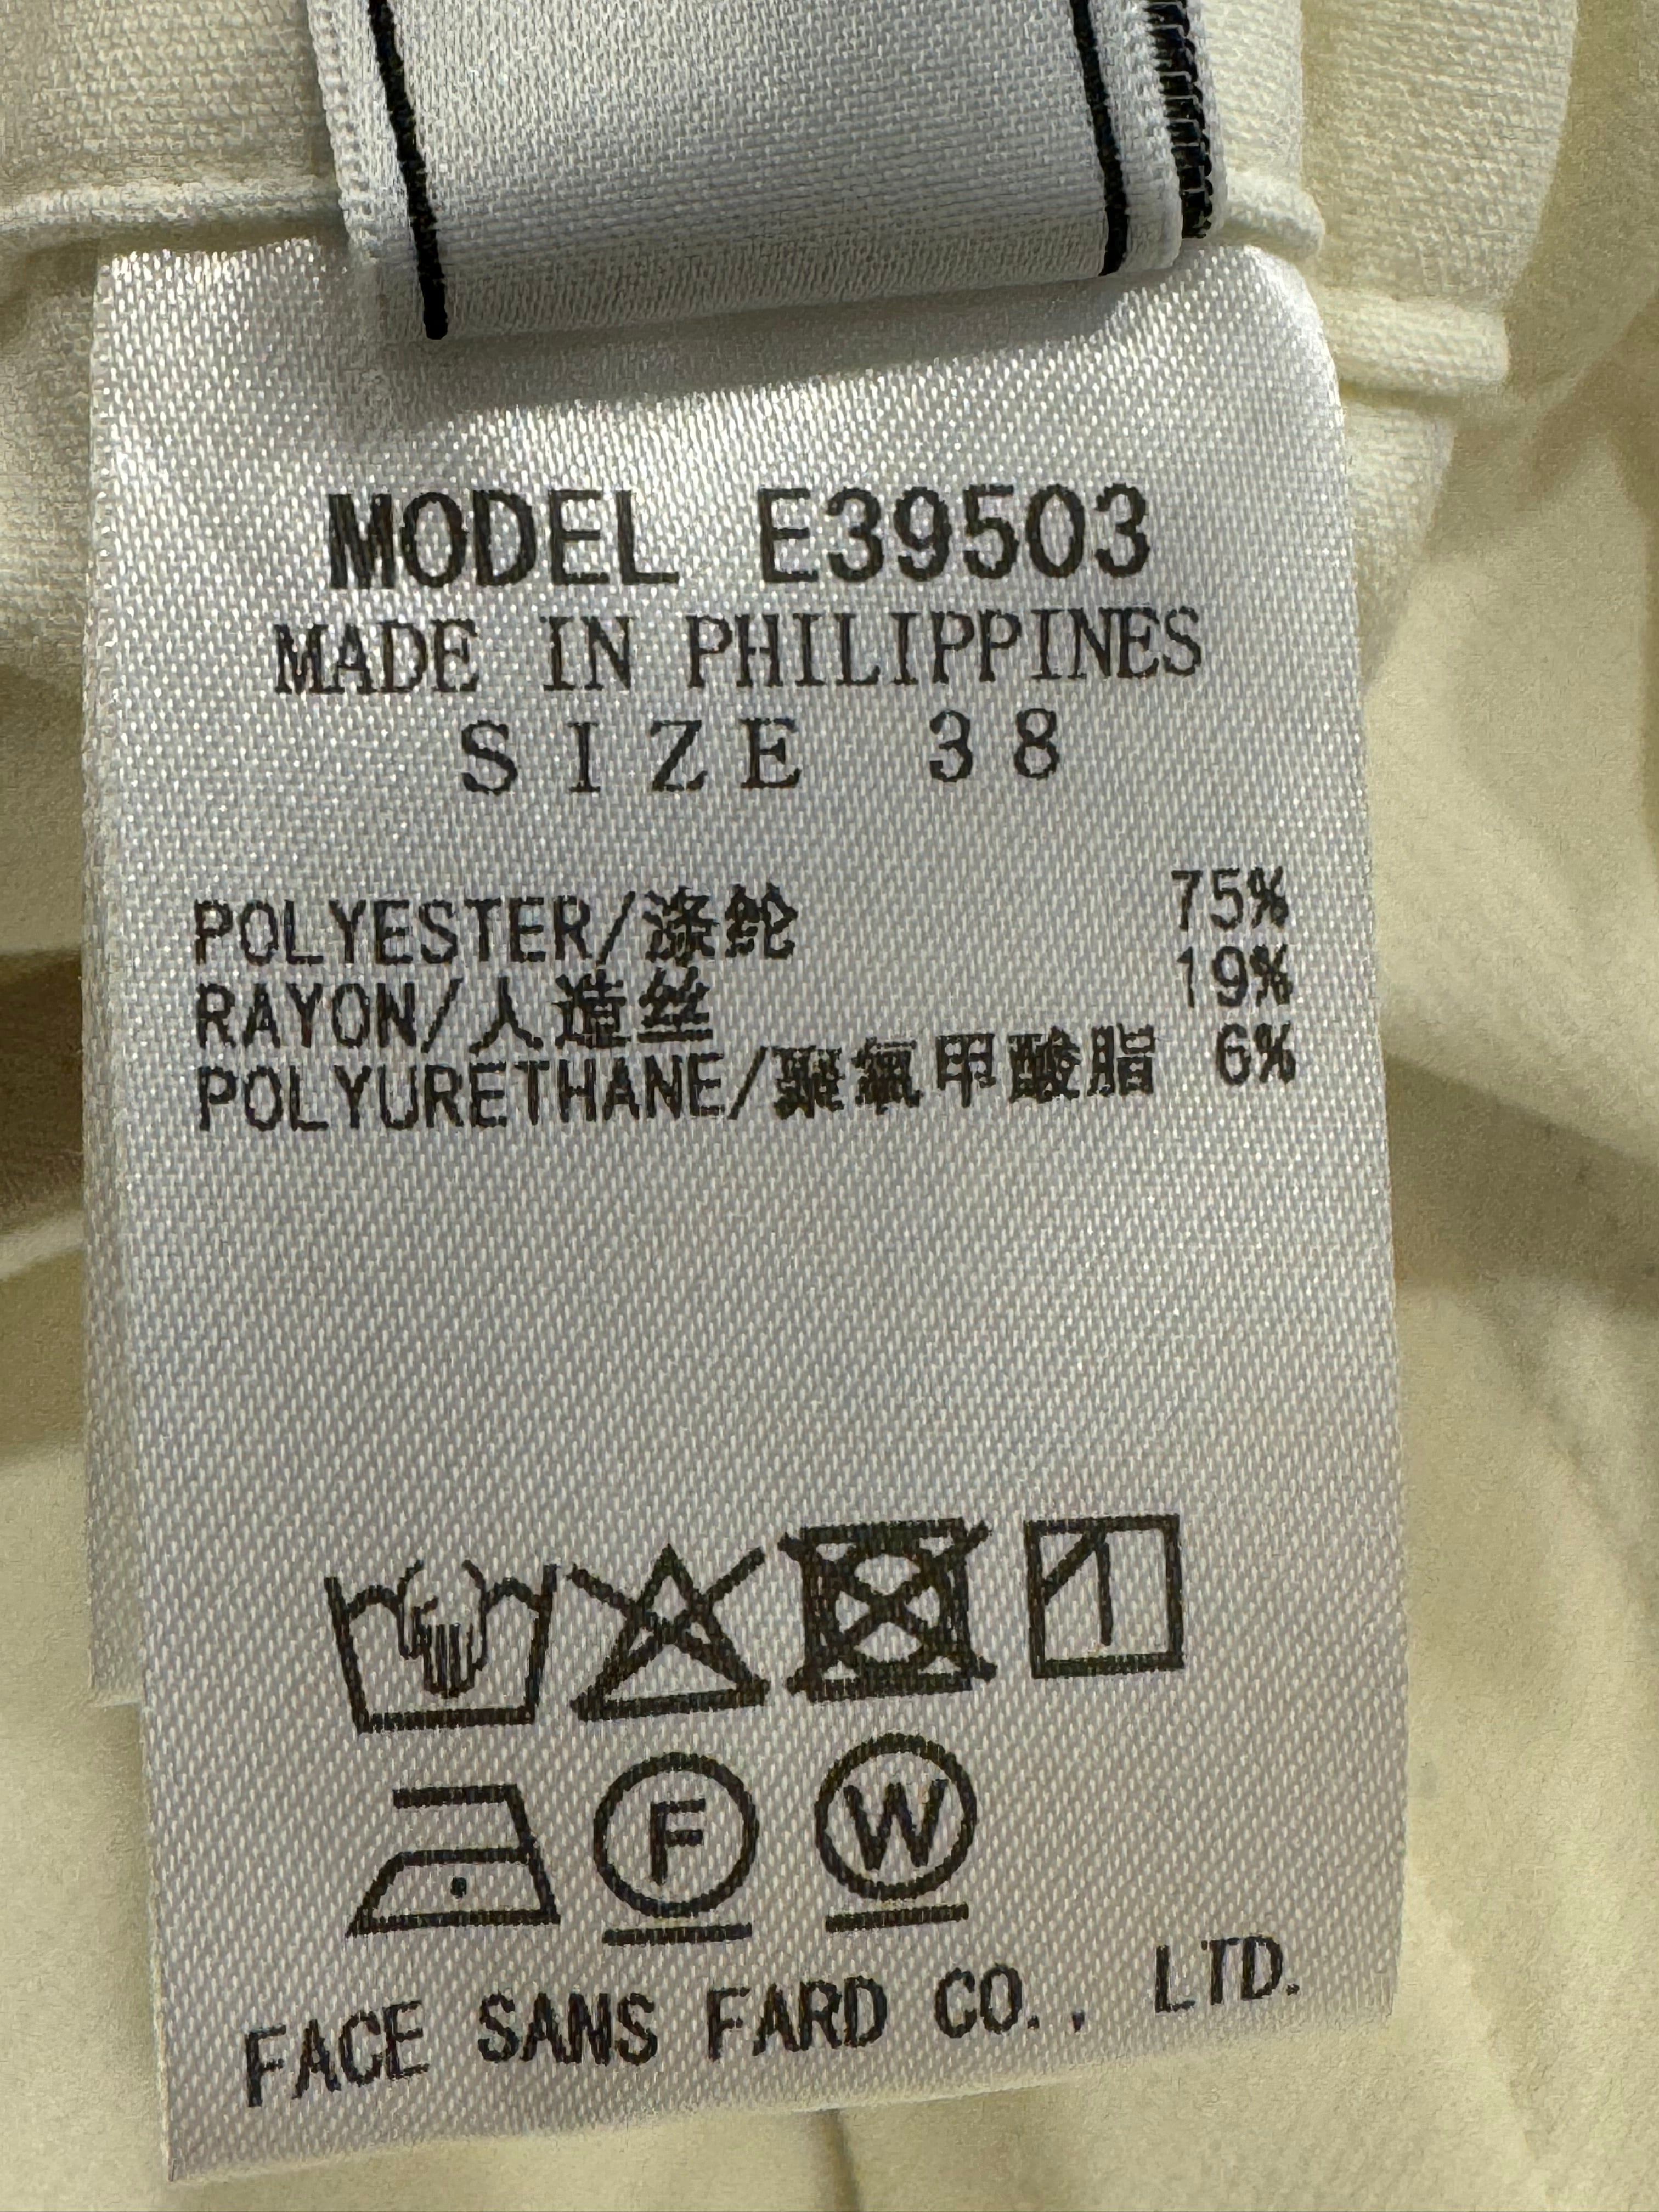 MODEL E39503
MADE IN PHILIPPINES
SIZE 38
POLYESTER/涤纶 75%
RAYON/人造丝 19%
POLYURETHANE/聚氨甲酸脂 6%
F W
FACE SANS FARD CO., LTD.